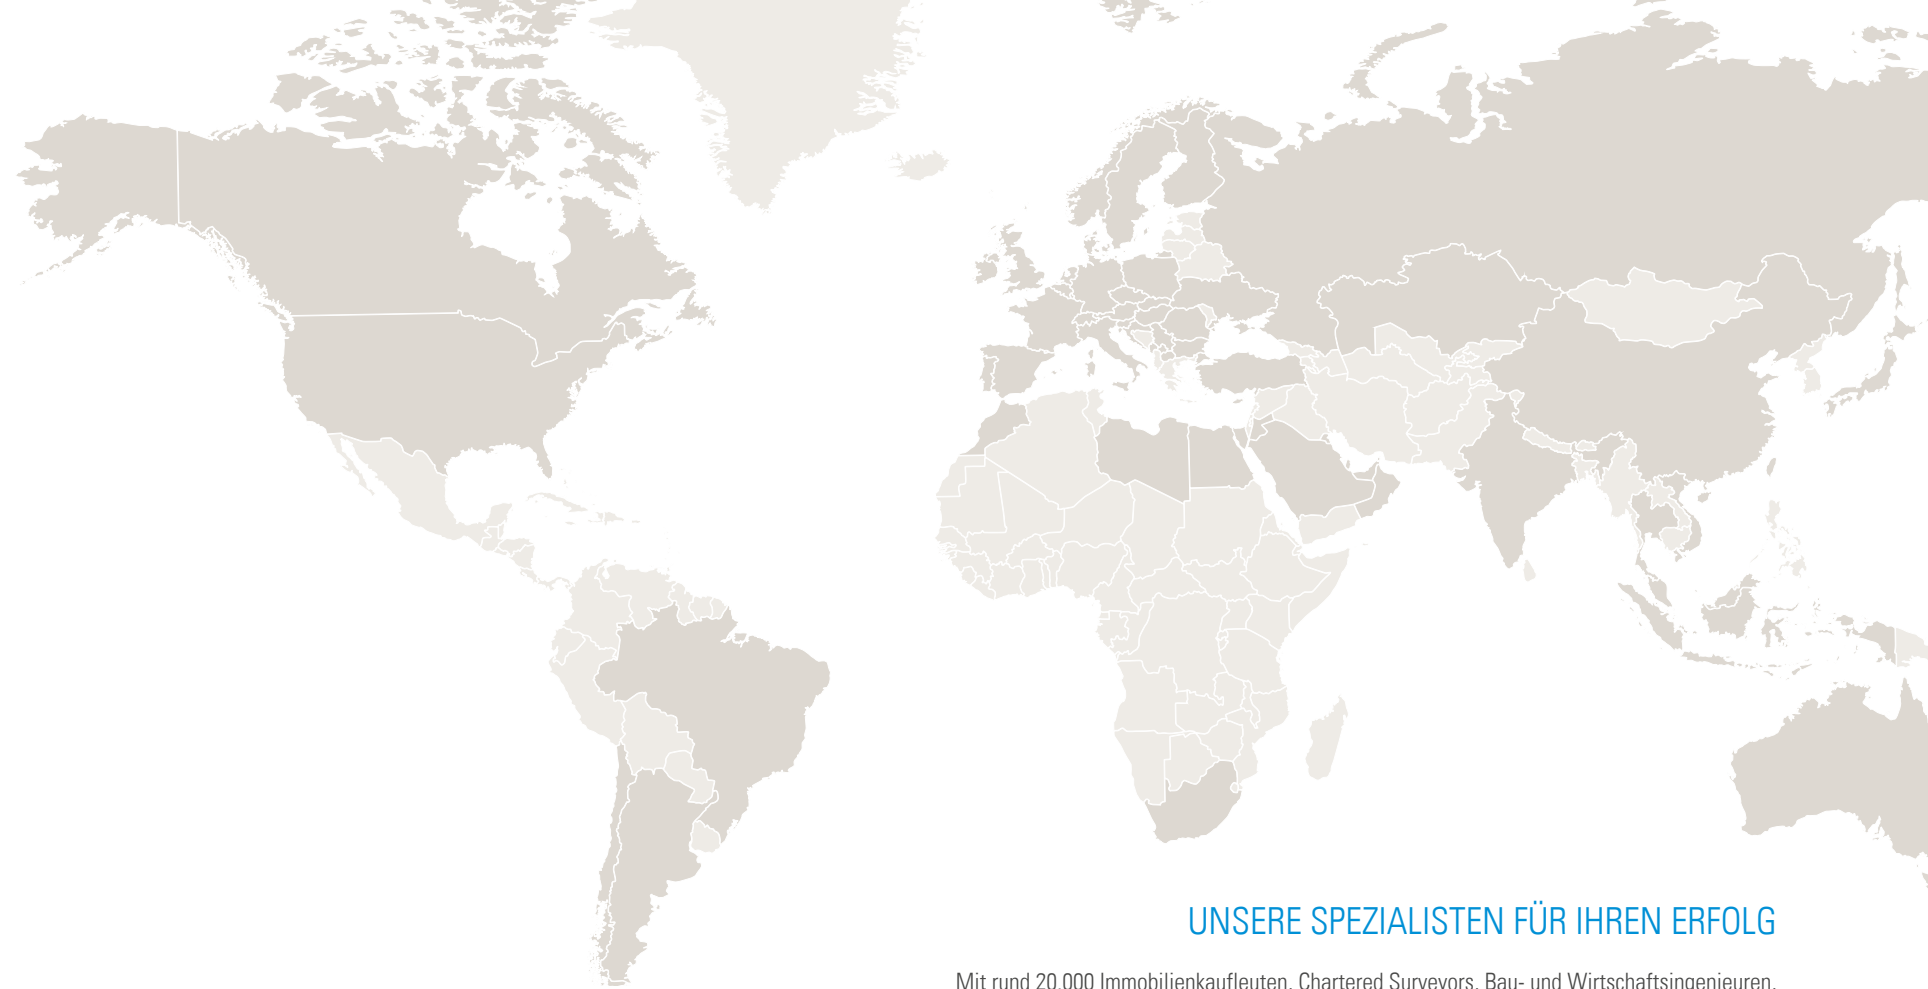 UNSERE SPEZIALISTEN FÜR IHREN ERFOLG
Mit rund 20.000 Immobilienkaufleuten, Chartered Surveyors, Bau- und Wirtschaftsingenieuren,